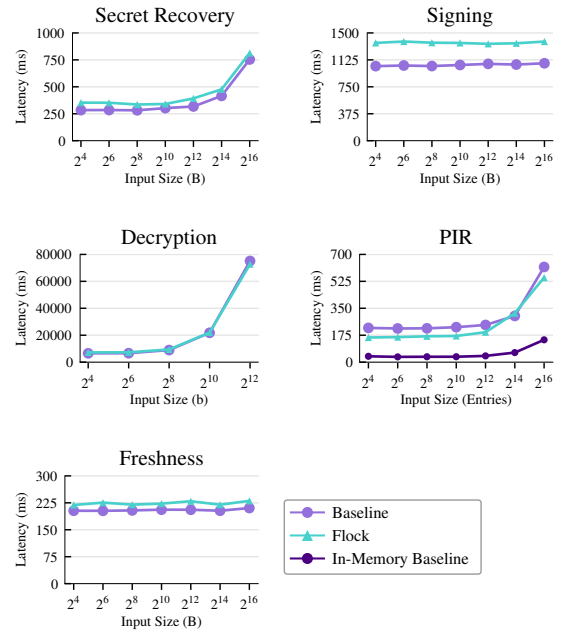 Secret Recovery
Latency (ms)
1000
750
500
250
0
2^4 2^6 2^8 2^10 2^12 2^14 2^16
Input Size (B)
Signing
Latency (ms)
1500
1125
750
375
0
2^4 2^6 2^8 2^10 2^12 2^14 2^16
Input Size (B)
Decryption
Latency (ms)
80000
60000
40000
20000
0
2^4 2^6 2^8 2^10 2^12
Input Size (b)
PIR
Latency (ms)
700
525
350
175
0
2^4 2^6 2^8 2^10 2^12 2^14 2^16
Input Size (Entries)
Freshness
Latency (ms)
300
225
150
75
0
2^4 2^6 2^8 2^10 2^12 2^14 2^16
Input Size (B)
Baseline
Flock
In-Memory Baseline